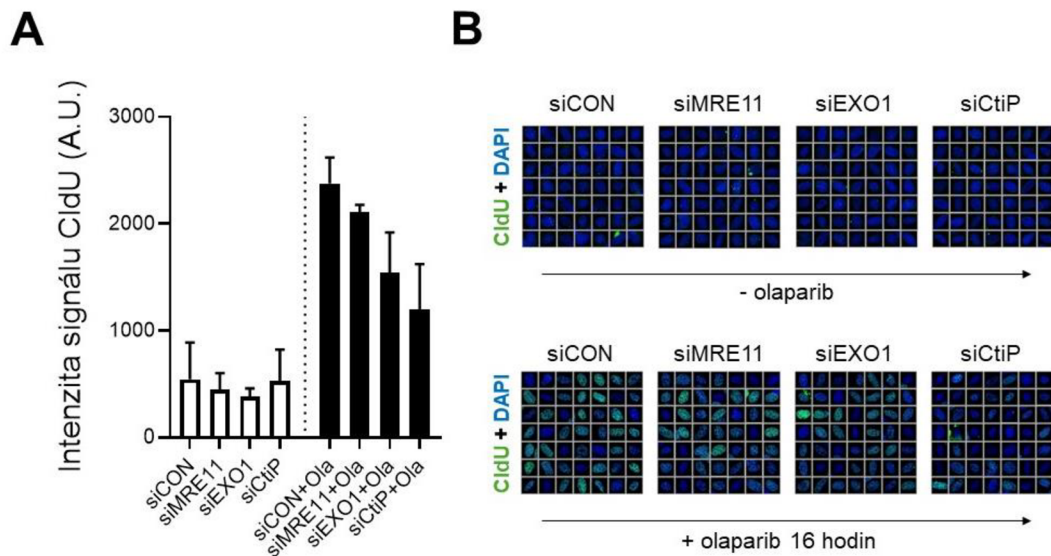 A
Intenzita signálu CldU (A.U.)
3000
2000
1000
0
siCON
siMRE11
siEXO1
siCtiP
siCON+Ola
siMRE11+Ola
siEXO1+Ola
siCtiP+Ola
B
siCON siMRE11 siEXO1 siCtiP
CldU + DAPI
- olaparib
siCON siMRE11 siEXO1 siCtiP
CldU + DAPI
+ olaparib 16 hodin